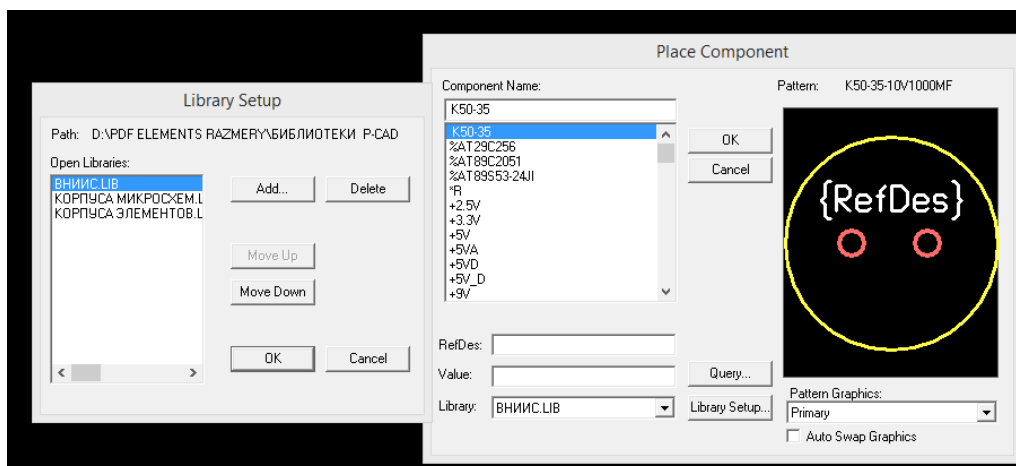 Library Setup
Path: D:\PDF ELEMENTS RAZMERY\БИБЛИОТЕКИ P-CAD
Open Libraries:
ВНИИС.LIB
КОРПУСА МИКРОСХЕМ.L
КОРПУСА ЭЛЕМЕНТОВ.L
Add...
Delete
Move Up
Move Down
OK
Cancel
Place Component
Component Name:
K50-35
K50-35
%AT29C256
%AT89C2051
%AT89S53-24JI
*R
+2.5V
+3.3V
+5V
+5VA
+5VD
+5V_D
+9V
OK
Cancel
RefDes:
Value:
Library:
ВНИИС.LIB
Query...
Library Setup...
Pattern: K50-35-10V1000MF
{RefDes}
Pattern Graphics:
Primary
Auto Swap Graphics